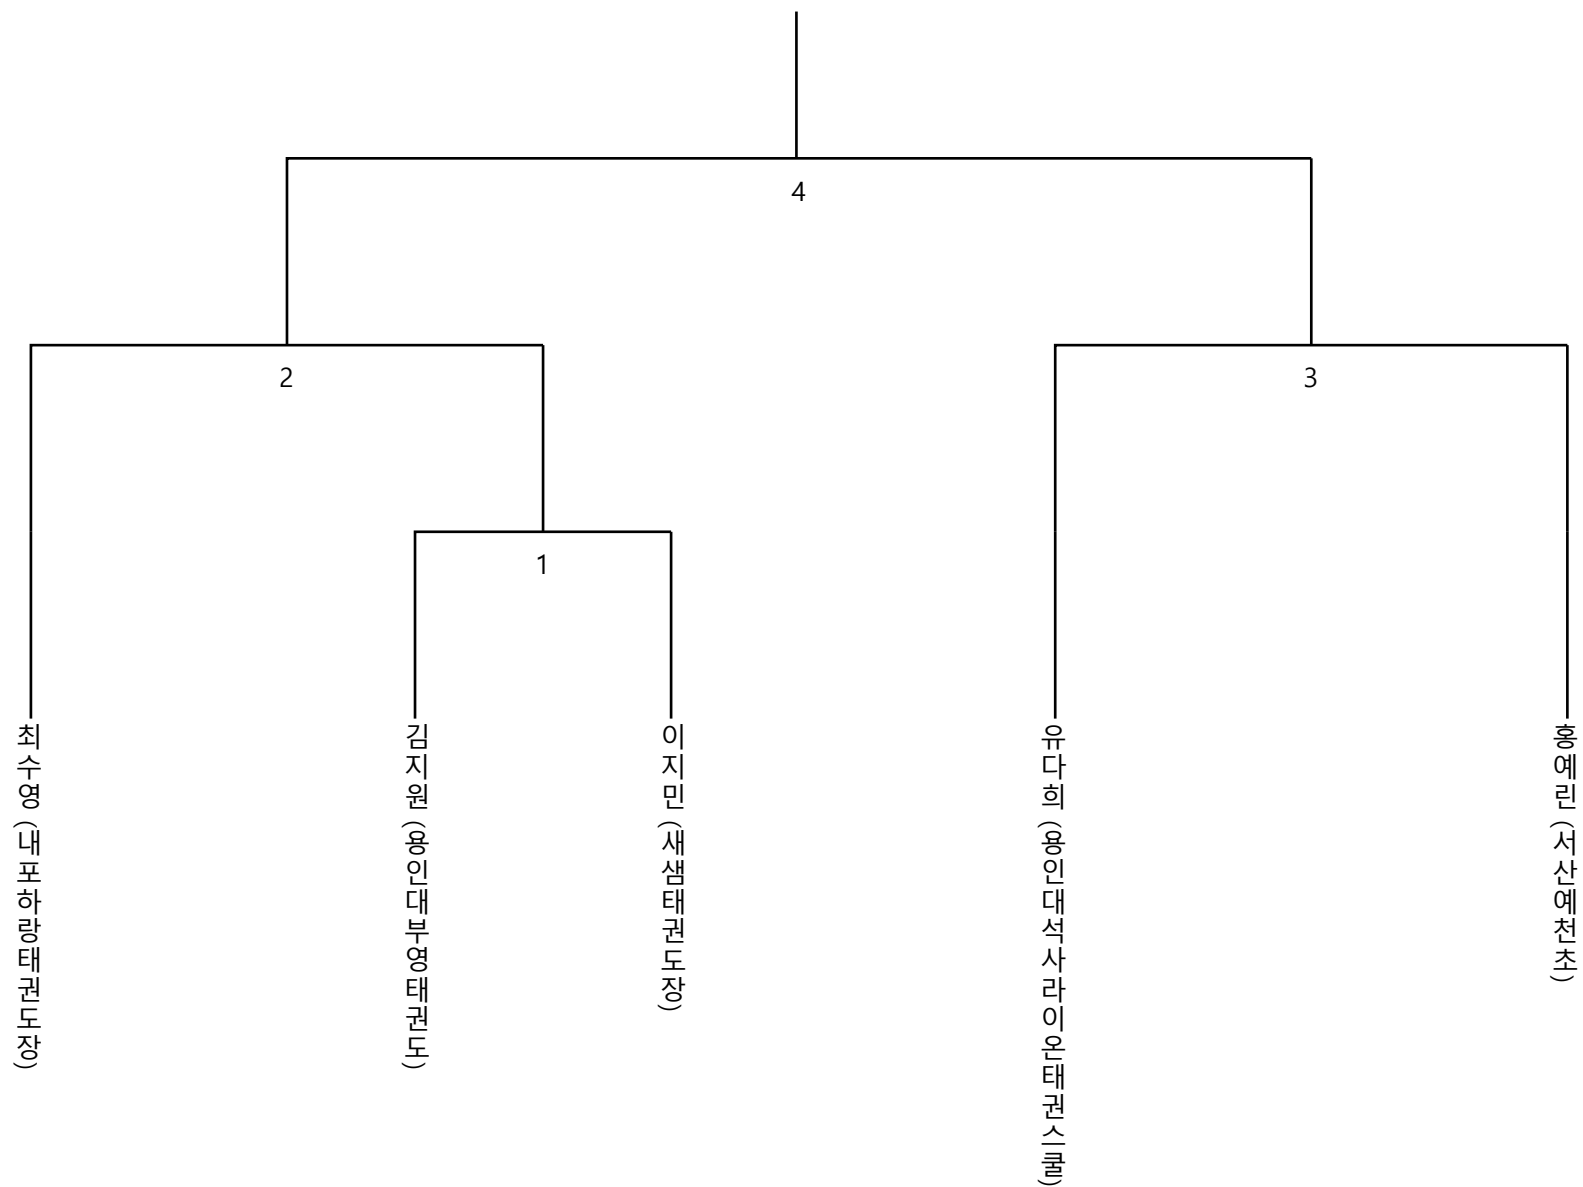 4
2
3
1
최수영 (내포하랑태권도장)
김지원 (용인대부영태권도)
이지민 (새샘태권도장)
유다희 (용인대석사라이온태권스쿨)
홍예린 (서산예천초)